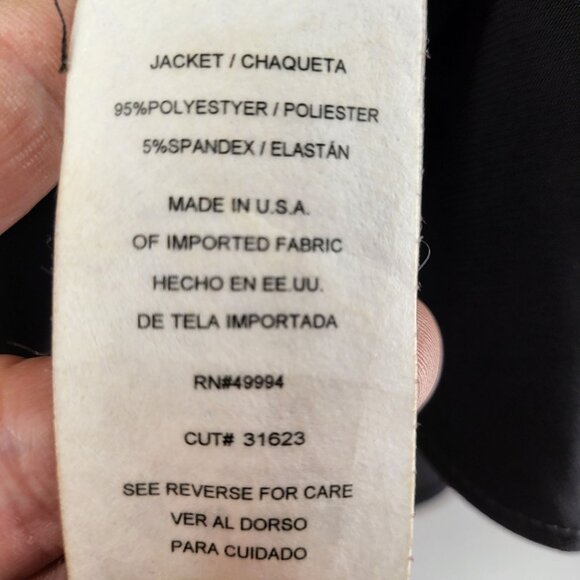 JACKET / CHAQUETA
95%POLYESTYER / POLIESTER
5%SPANDEX / ELASTÁN
MADE IN U.S.A.
OF IMPORTED FABRIC
HECHO EN EE.UU.
DE TELA IMPORTADA
RN#49994
CUT# 31623
SEE REVERSE FOR CARE
VER AL DORSO
PARA CUIDADO